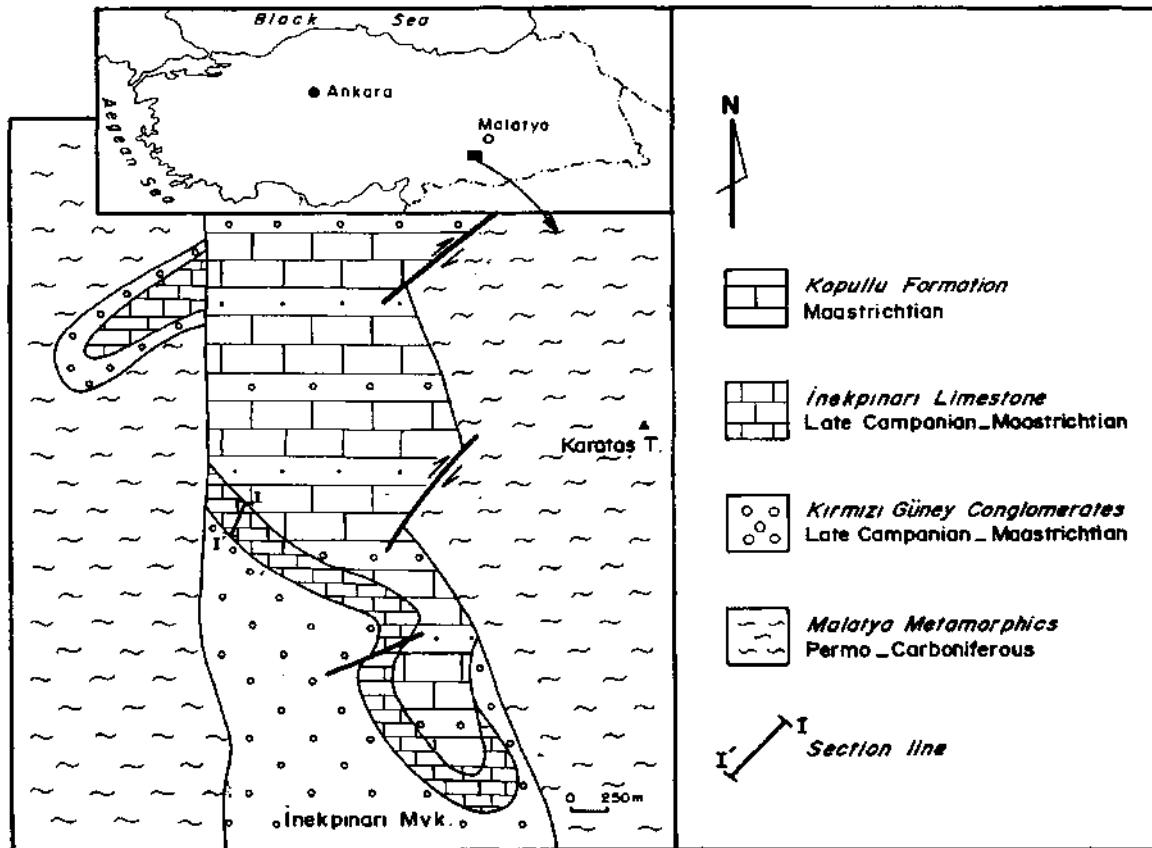 Black Sea
Aegean Sea
Ankara
Malatya
N
Kapullu Formation
Maastrichtian
İnekpınarı Limestone
Late Campanian_Maastrichtian
Karataş T.
Kırmızı Güney Conglomerates
Late Campanian_Maastrichtian
I
I'
Malatya Metamorphics
Permo_Carboniferous
I
I'
Section line
0 250m
İnekpınarı Mvk.